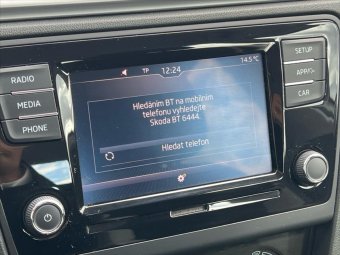 SETUP
TP 12:24 14.5°C
RADIO
APP/
MEDIA
CAR
PHONE
Hledáním BT na mobilním
telefonu vyhledejte
Skoda BT 6444.
Hledat telefon